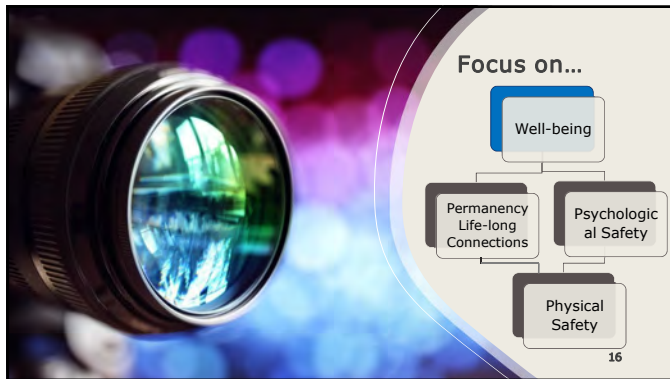 Focus on...
Well-being
Permanency
Life-long
Connections
Psychologic
al Safety
Physical
Safety
16